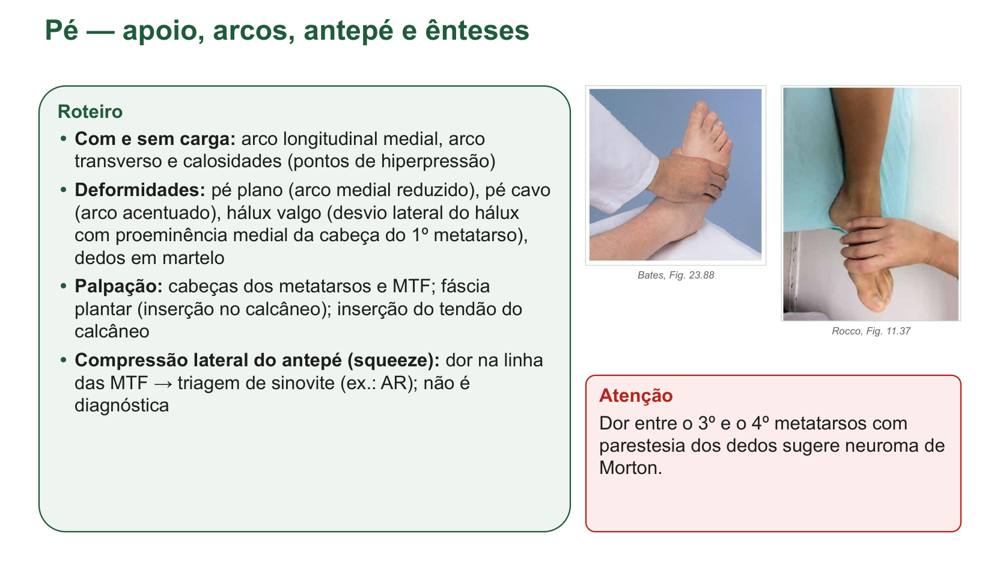 Pé — apoio, arcos, antepé e ênteses
Roteiro
• Com e sem carga: arco longitudinal medial, arco
transverso e calosidades (pontos de hiperpressão)
• Deformidades: pé plano (arco medial reduzido), pé cavo
(arco acentuado), hálux valgo (desvio lateral do hálux
com proeminência medial da cabeça do 1º metatarso),
dedos em martelo
• Palpação: cabeças dos metatarsos e MTF; fáscia
plantar (inserção no calcâneo); inserção do tendão do
calcâneo
• Compressão lateral do antepé (squeeze): dor na linha
das MTF → triagem de sinovite (ex.: AR); não é
diagnóstica
Bates, Fig. 23.88
Rocco, Fig. 11.37
Atenção
Dor entre o 3º e o 4º metatarsos com
parestesia dos dedos sugere neuroma de
Morton.